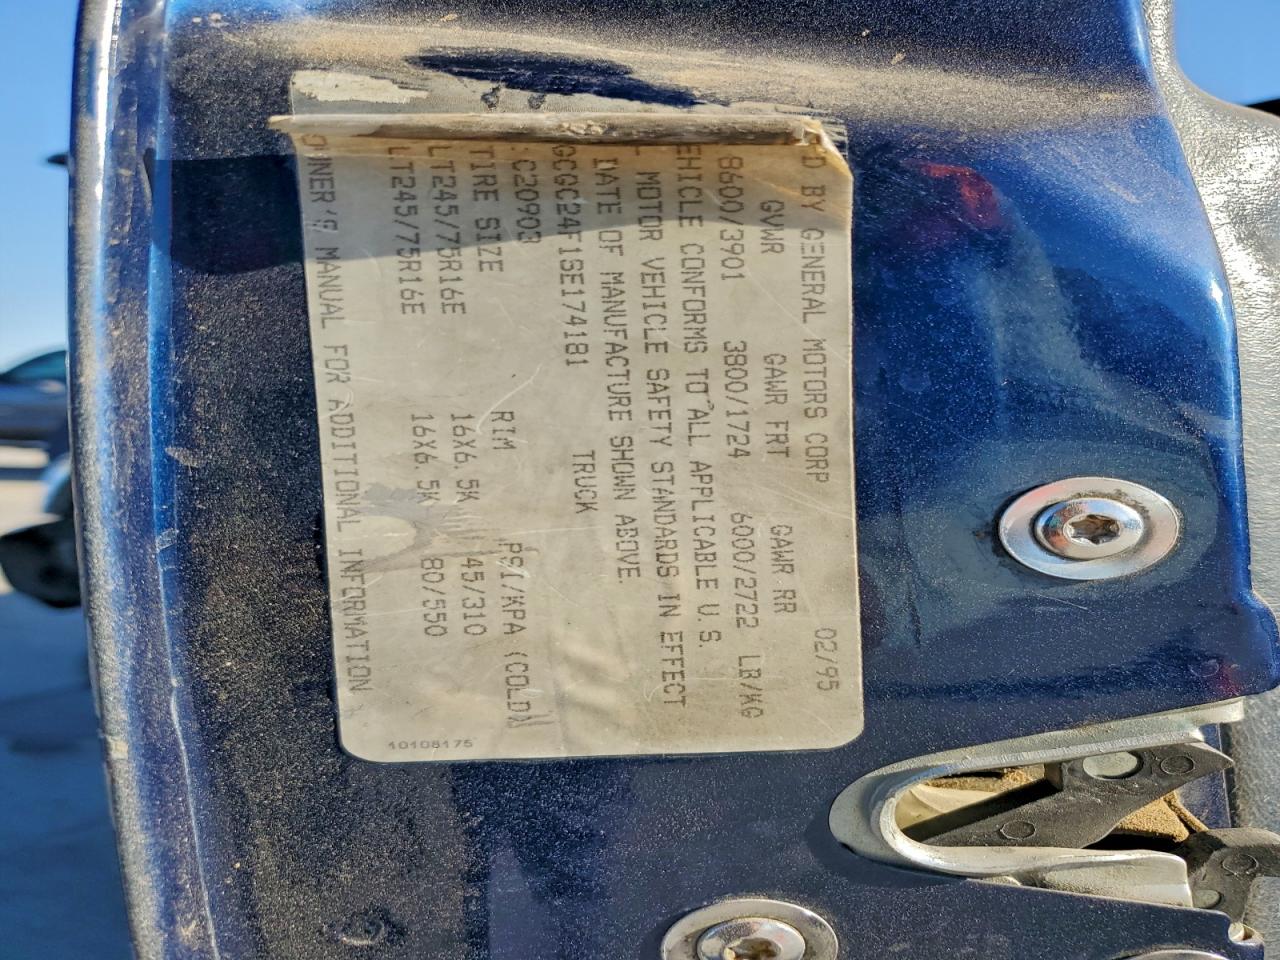 ED BY GENERAL MOTORS CORP 02/95
GVWR GAWR FRT GAWR RR
8600/3901 3800/1724 6000/2722 LB/KG
EHICLE CONFORMS TO ALL APPLICABLE U.S.
L MOTOR VEHICLE SAFETY STANDARDS IN EFFECT
DATE OF MANUFACTURE SHOWN ABOVE
GCGC24F1SE174181 TRUCK
C20903
TIRE SIZE RIM PSI/KPA (COLD)
LT245/75R16E 16X6.5K 45/310
LT245/75R16E 16X6.5K 80/550
OWNER'S MANUAL FOR ADDITIONAL INFORMATION
10108175